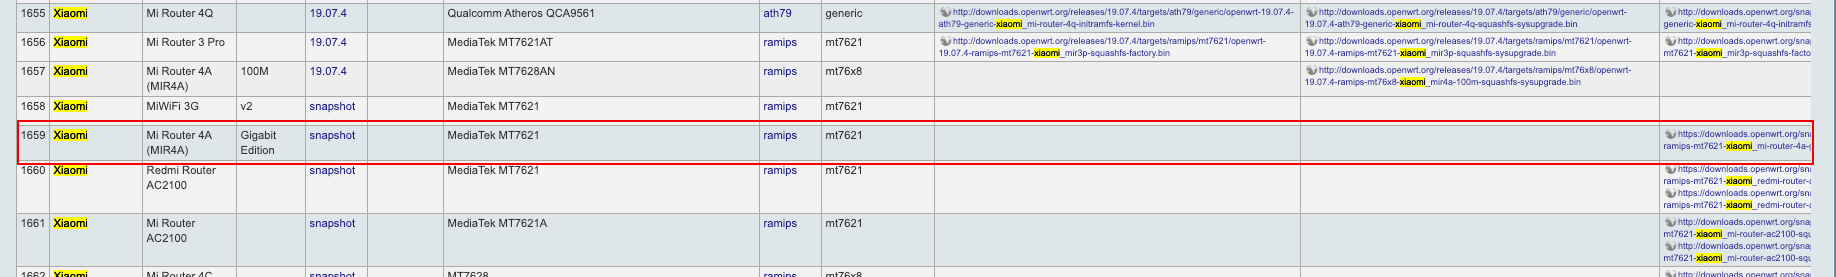 1655 Xiaomi Mi Router 4Q 19.07.4 Qualcomm Atheros QCA9561 ath79 generic http://downloads.openwrt.org/releases/19.07.4/targets/ath79/generic/openwrt-19.07.4- http://downloads.openwrt.org/releases/19.07.4/targets/ath79/generic/openwrt- http://downloads.openwrt.org/sna
ath79-generic-xiaomi_mi-router-4q-initramfs-kernel.bin 19.07.4-ath79-generic-xiaomi_mi-router-4q-squashfs-sysupgrade.bin generic-xiaomi_mi-router-4q-initramfs
1656 Xiaomi Mi Router 3 Pro 19.07.4 MediaTek MT7621AT ramips mt7621 http://downloads.openwrt.org/releases/19.07.4/targets/ramips/mt7621/openwrt- http://downloads.openwrt.org/releases/19.07.4/targets/ramips/mt7621/openwrt- http://downloads.openwrt.org/snap
19.07.4-ramips-mt7621-xiaomi_mir3p-squashfs-factory.bin 19.07.4-ramips-mt7621-xiaomi_mir3p-squashfs-sysupgrade.bin mt7621-xiaomi_mir3p-squashfs-facto
1657 Xiaomi Mi Router 4A 100M 19.07.4 MediaTek MT7628AN ramips mt76x8 http://downloads.openwrt.org/releases/19.07.4/targets/ramips/mt76x8/openwrt-
(MIR4A) 19.07.4-ramips-mt76x8-xiaomi_mir4a-100m-squashfs-sysupgrade.bin
1658 Xiaomi MiWiFi 3G v2 snapshot MediaTek MT7621 ramips mt7621
1659 Xiaomi Mi Router 4A Gigabit snapshot MediaTek MT7621 ramips mt7621 https://downloads.openwrt.org/sna
(MIR4A) Edition ramips-mt7621-xiaomi_mi-router-4a-g
1660 Xiaomi Redmi Router snapshot MediaTek MT7621 ramips mt7621 https://downloads.openwrt.org/sna
AC2100 ramips-mt7621-xiaomi_redmi-router-a
https://downloads.openwrt.org/sna
ramips-mt7621-xiaomi_redmi-router-a
1661 Xiaomi Mi Router snapshot MediaTek MT7621A ramips mt7621 http://downloads.openwrt.org/snap
AC2100 mt7621-xiaomi_mi-router-ac2100-squ
http://downloads.openwrt.org/snap
mt7621-xiaomi_mi-router-ac2100-squ
1662 Xiaomi Mi Router 4C snapshot MT7628 ramips mt76x8 http://downloads.openwrt.org/snap